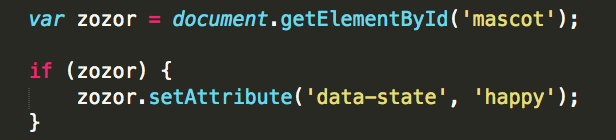 var zozor = document.getElementById('mascot');

if (zozor) {
    zozor.setAttribute('data-state', 'happy');
}